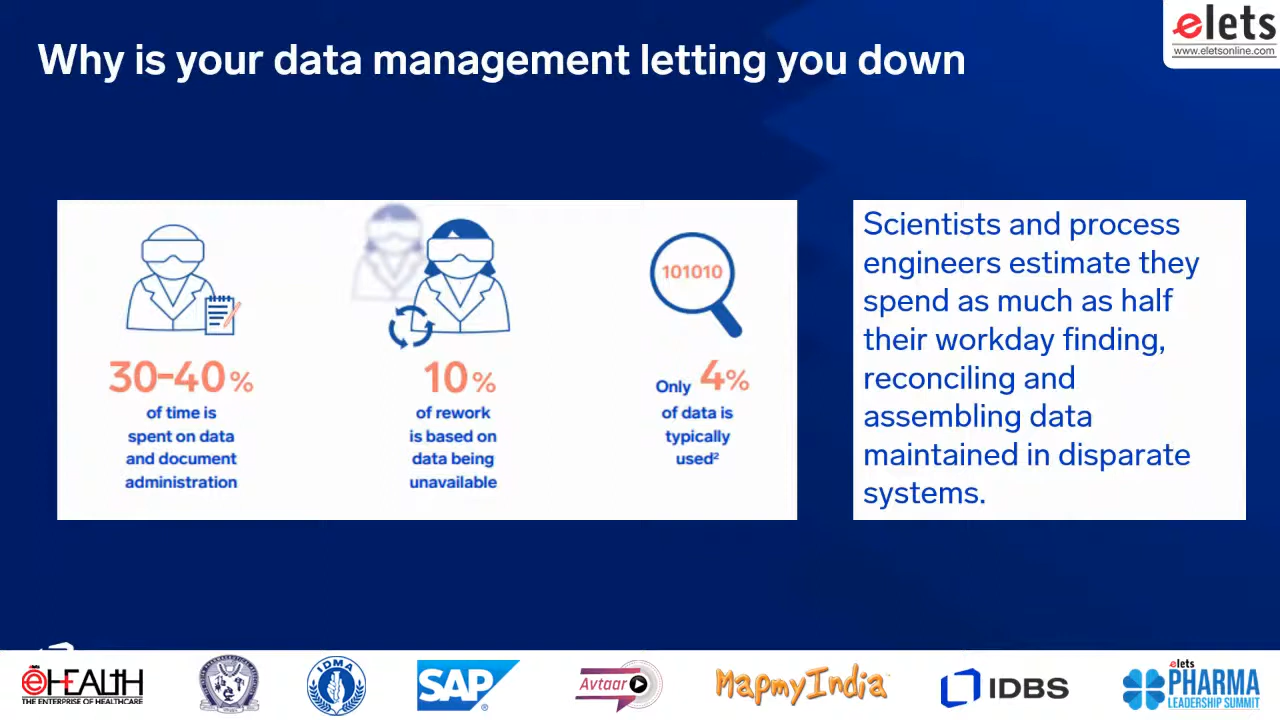 Why is your data management letting you down
elets
www.eletsonline.com
101010
30-40%
of time is
spent on data
and document
administration
10%
of rework
is based on
data being
unavailable
Only 4%
of data is
typically
used²
Scientists and process
engineers estimate they
spend as much as half
their workday finding,
reconciling and
assembling data
maintained in disparate
systems.
elets
eHEALTH
THE ENTERPRISE OF HEALTHCARE
IDMA
SAP
Avtaar
MapmyIndia
IDBS
elets
PHARMA
LEADERSHIP SUMMIT